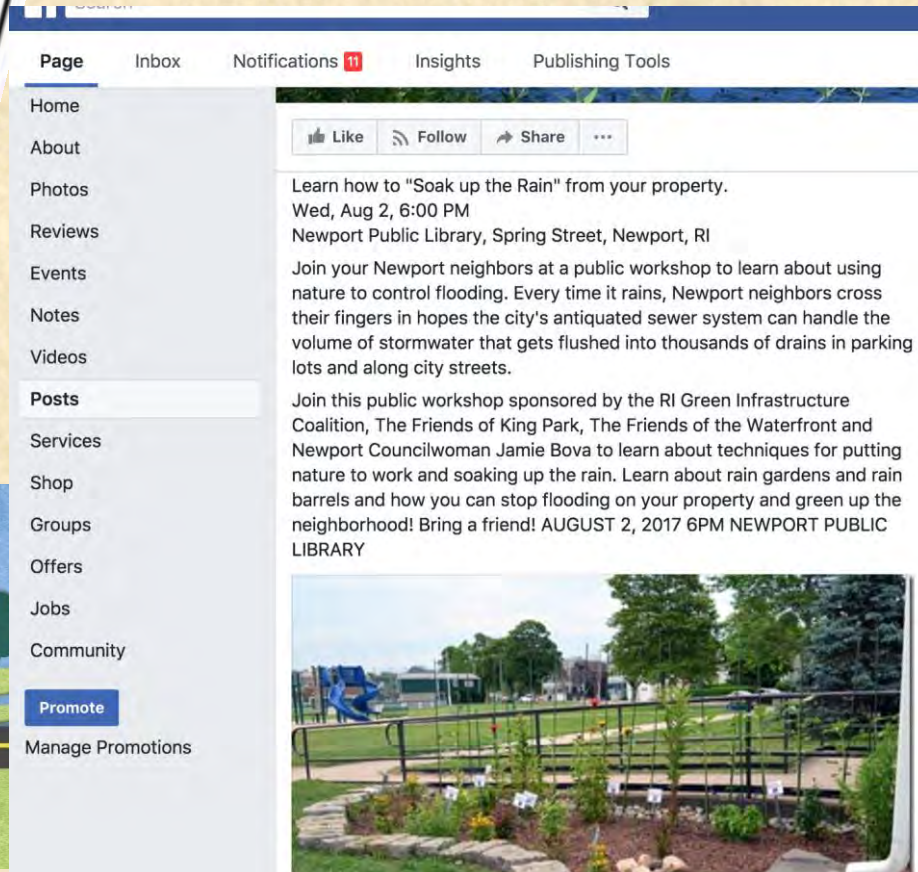 Page Inbox Notifications 11 Insights Publishing Tools
Home
About
Photos
Reviews
Events
Notes
Videos
Posts
Services
Shop
Groups
Offers
Jobs
Community
Promote
Manage Promotions
Like Follow Share ...
Learn how to "Soak up the Rain" from your property.
Wed, Aug 2, 6:00 PM
Newport Public Library, Spring Street, Newport, RI
Join your Newport neighbors at a public workshop to learn about using
nature to control flooding. Every time it rains, Newport neighbors cross
their fingers in hopes the city's antiquated sewer system can handle the
volume of stormwater that gets flushed into thousands of drains in parking
lots and along city streets.
Join this public workshop sponsored by the RI Green Infrastructure
Coalition, The Friends of King Park, The Friends of the Waterfront and
Newport Councilwoman Jamie Bova to learn about techniques for putting
nature to work and soaking up the rain. Learn about rain gardens and rain
barrels and how you can stop flooding on your property and green up the
neighborhood! Bring a friend! AUGUST 2, 2017 6PM NEWPORT PUBLIC
LIBRARY